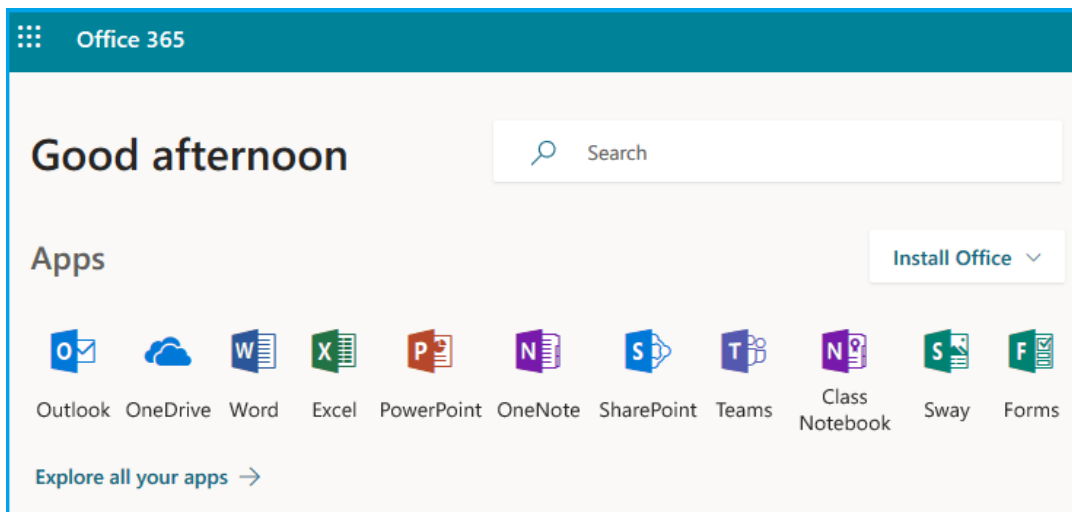 Office 365
Good afternoon
Search
Apps
Install Office
Outlook OneDrive Word Excel PowerPoint OneNote SharePoint Teams Class Notebook Sway Forms
Explore all your apps →